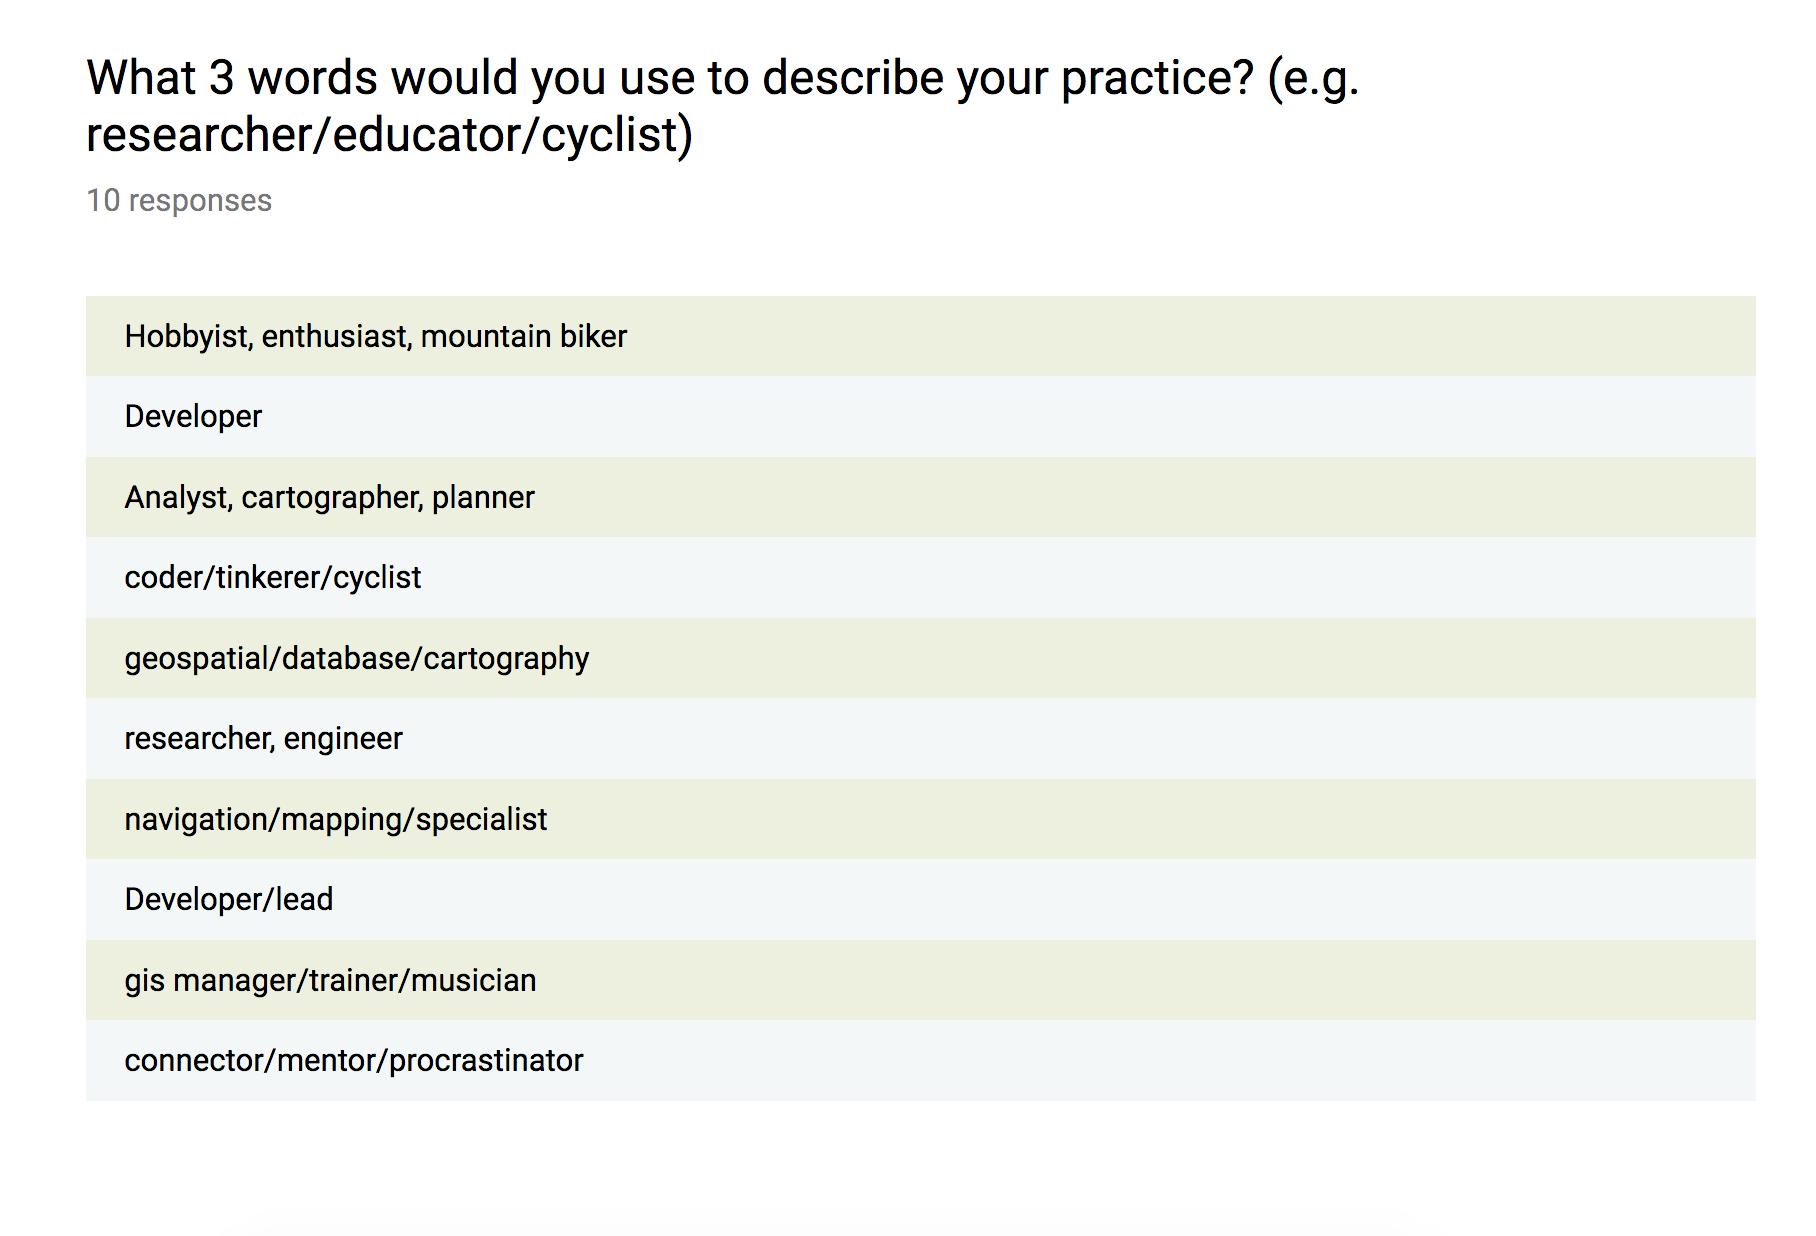 What 3 words would you use to describe your practice? (e.g.
researcher/educator/cyclist)
10 responses
Hobbyist, enthusiast, mountain biker
Developer
Analyst, cartographer, planner
coder/tinkerer/cyclist
geospatial/database/cartography
researcher, engineer
navigation/mapping/specialist
Developer/lead
gis manager/trainer/musician
connector/mentor/procrastinator